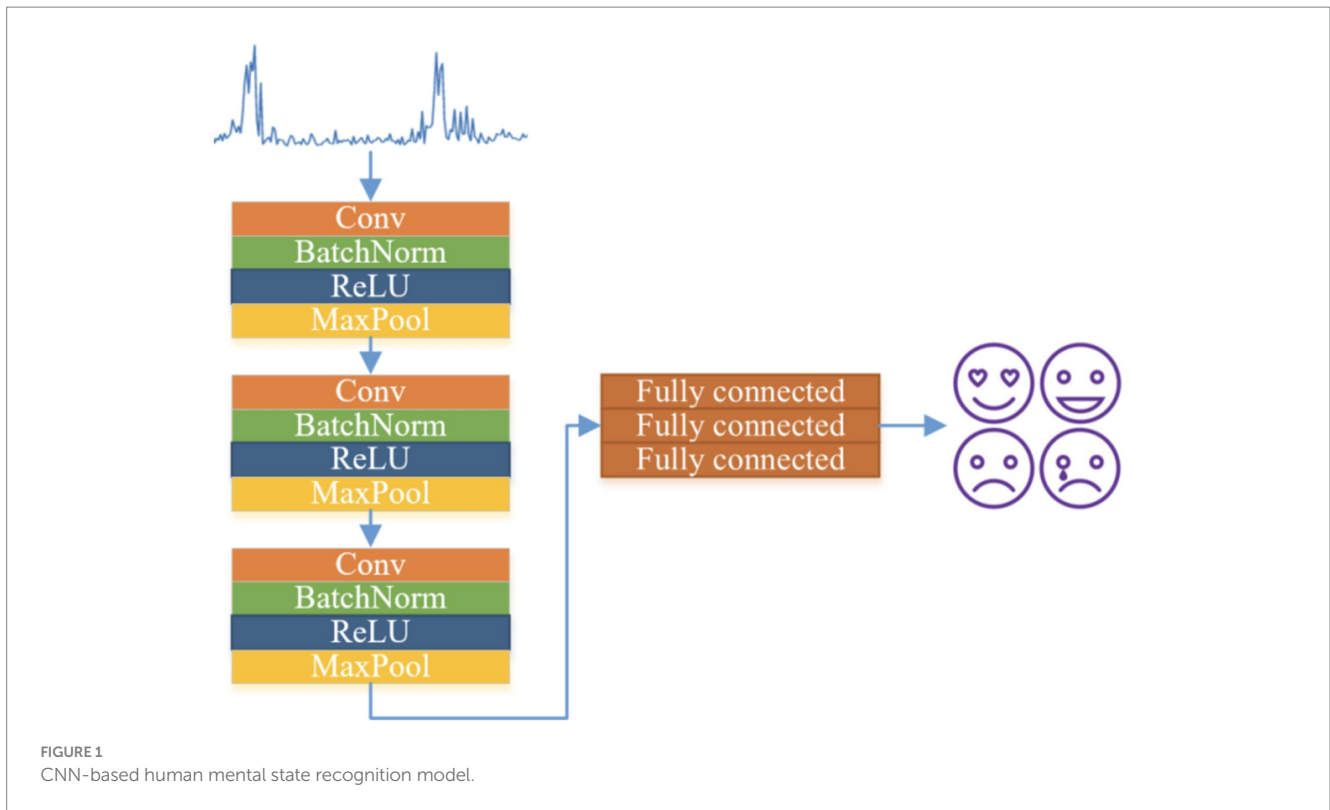 Conv
BatchNorm
ReLU
MaxPool
Conv
BatchNorm
ReLU
MaxPool
Conv
BatchNorm
ReLU
MaxPool
Fully connected
Fully connected
Fully connected
FIGURE 1
CNN-based human mental state recognition model.